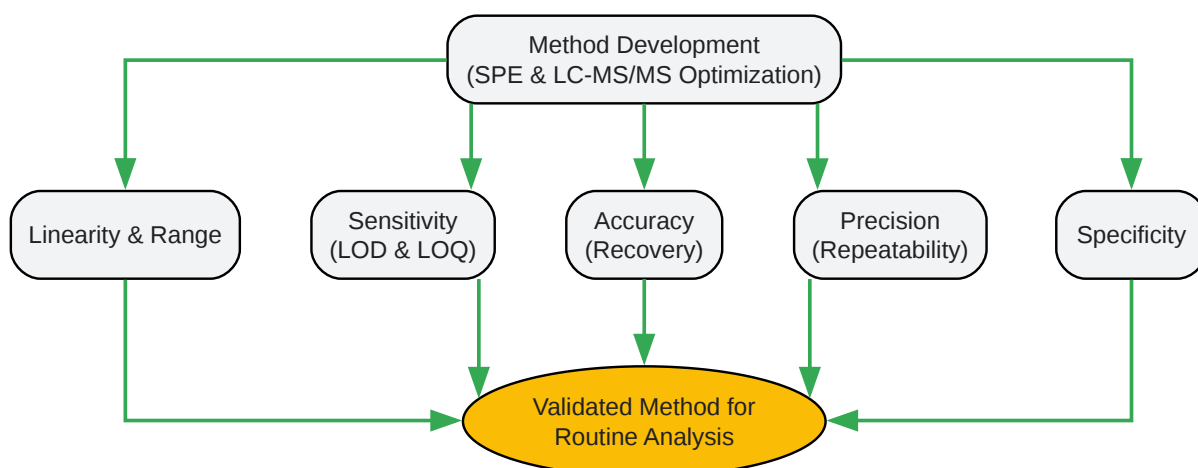 Method Development
(SPE & LC-MS/MS Optimization)
Linearity & Range
Sensitivity
(LOD & LOQ)
Accuracy
(Recovery)
Precision
(Repeatability)
Specificity
Validated Method for
Routine Analysis